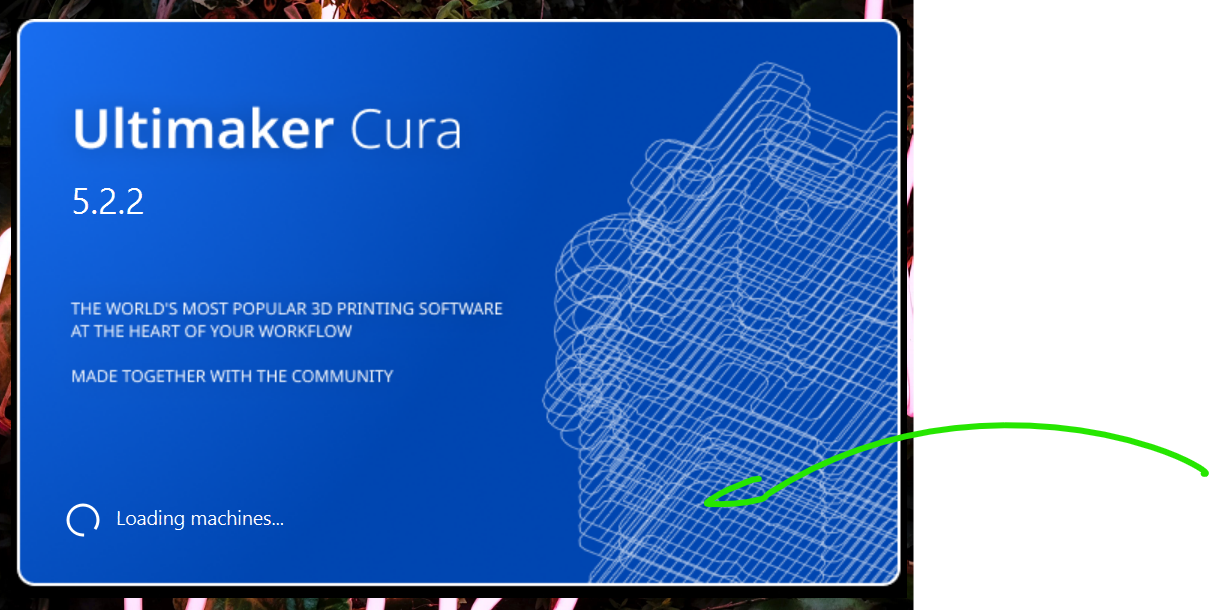 Ultimaker Cura
5.2.2
THE WORLD'S MOST POPULAR 3D PRINTING SOFTWARE
AT THE HEART OF YOUR WORKFLOW
MADE TOGETHER WITH THE COMMUNITY
Loading machines...